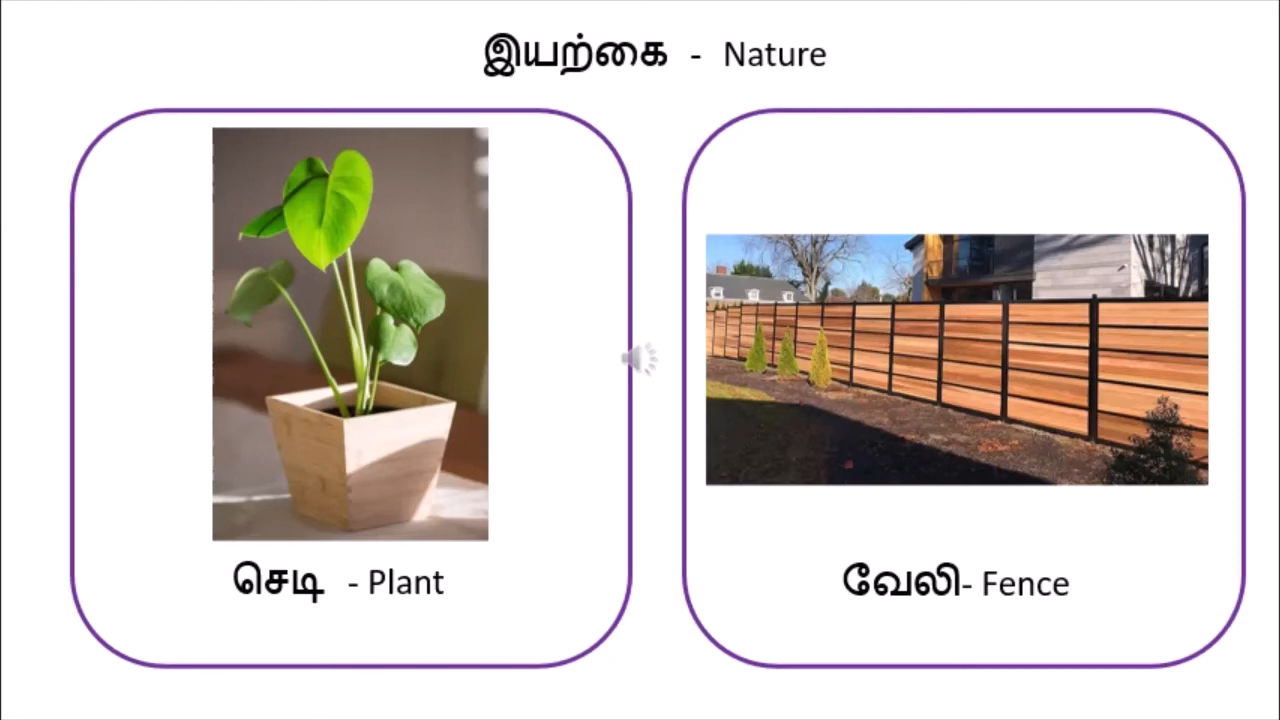 இயற்கை - Nature
செடி - Plant
வேலி- Fence